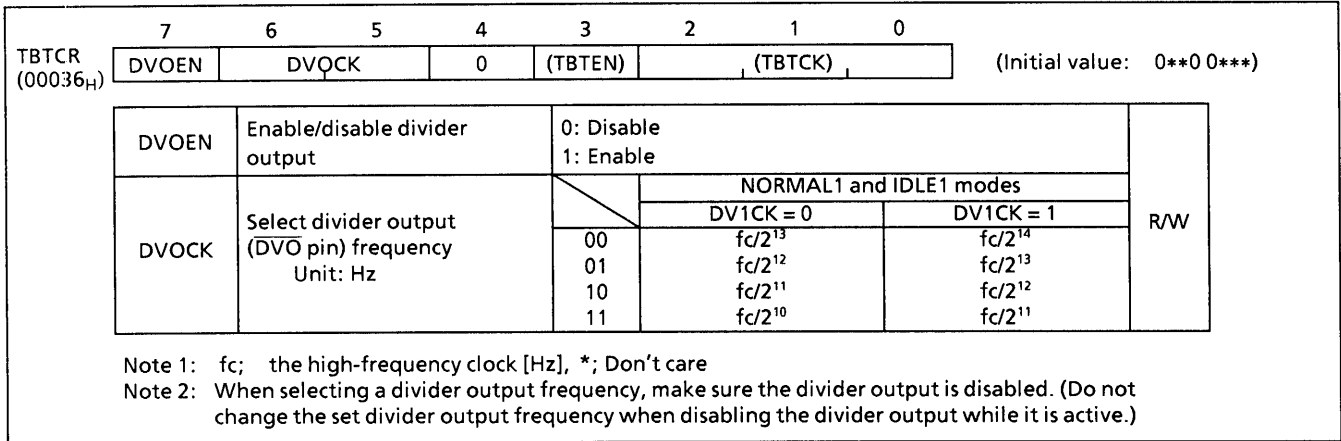 7 6 5 4 3 2 1 0
TBTCR (00036H) DVOEN DVOCK 0 (TBTEN) (TBTCK) (Initial value: 0**0 0***)
DVOEN Enable/disable divider output 0: Disable 1: Enable R/W
DVOCK Select divider output (DVO pin) frequency Unit: Hz
NORMAL1 and IDLE1 modes
DV1CK = 0 DV1CK = 1
00 fc/2¹³ fc/2¹⁴
01 fc/2¹² fc/2¹³
10 fc/2¹¹ fc/2¹²
11 fc/2¹⁰ fc/2¹¹
Note 1: fc; the high-frequency clock [Hz], *; Don't care
Note 2: When selecting a divider output frequency, make sure the divider output is disabled. (Do not
change the set divider output frequency when disabling the divider output while it is active.)